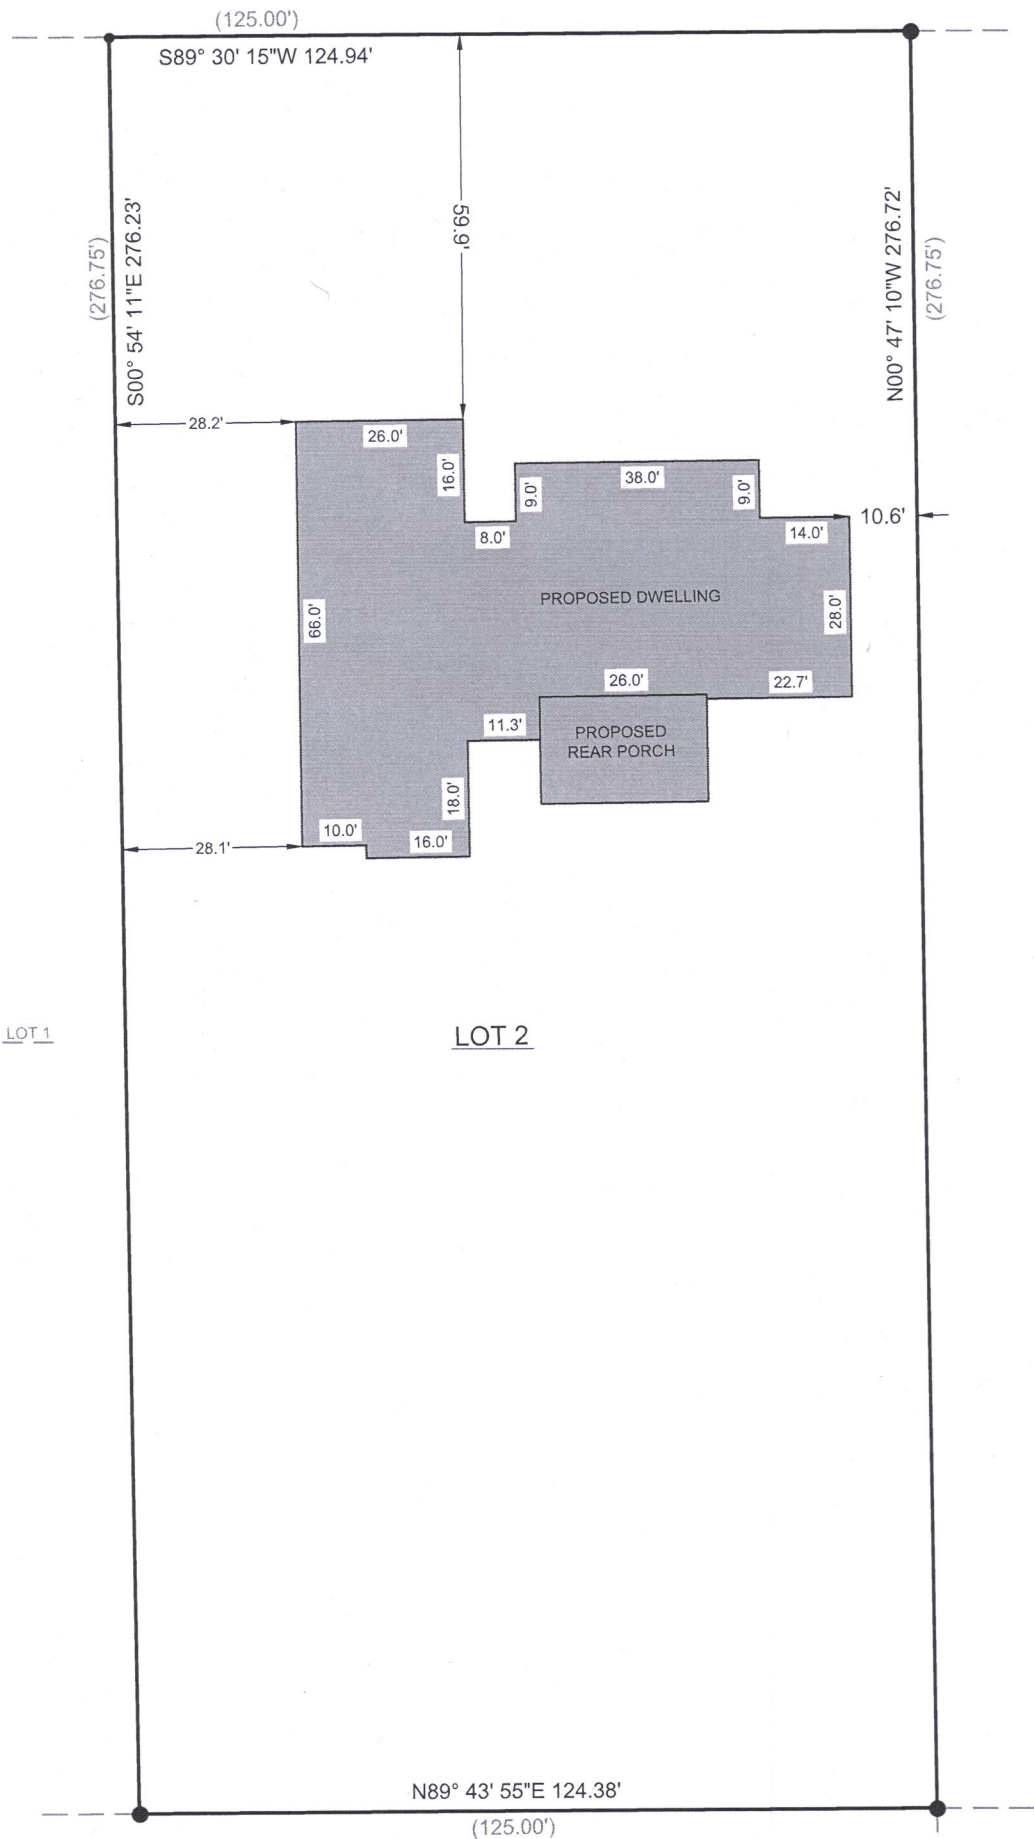 (125.00')
S89° 30' 15"W 124.94'
59.9'
(276.75')
S00° 54' 11"E 276.23'
N00° 47' 10"W 276.72'
(276.75')
28.2'
26.0'
16.0'
8.0'
9.0'
38.0'
9.0'
14.0'
10.6'
66.0'
PROPOSED DWELLING
28.0'
26.0'
22.7'
11.3'
PROPOSED
REAR PORCH
18.0'
10.0'
16.0'
28.1'
LOT 1
LOT 2
N89° 43' 55"E 124.38'
(125.00')